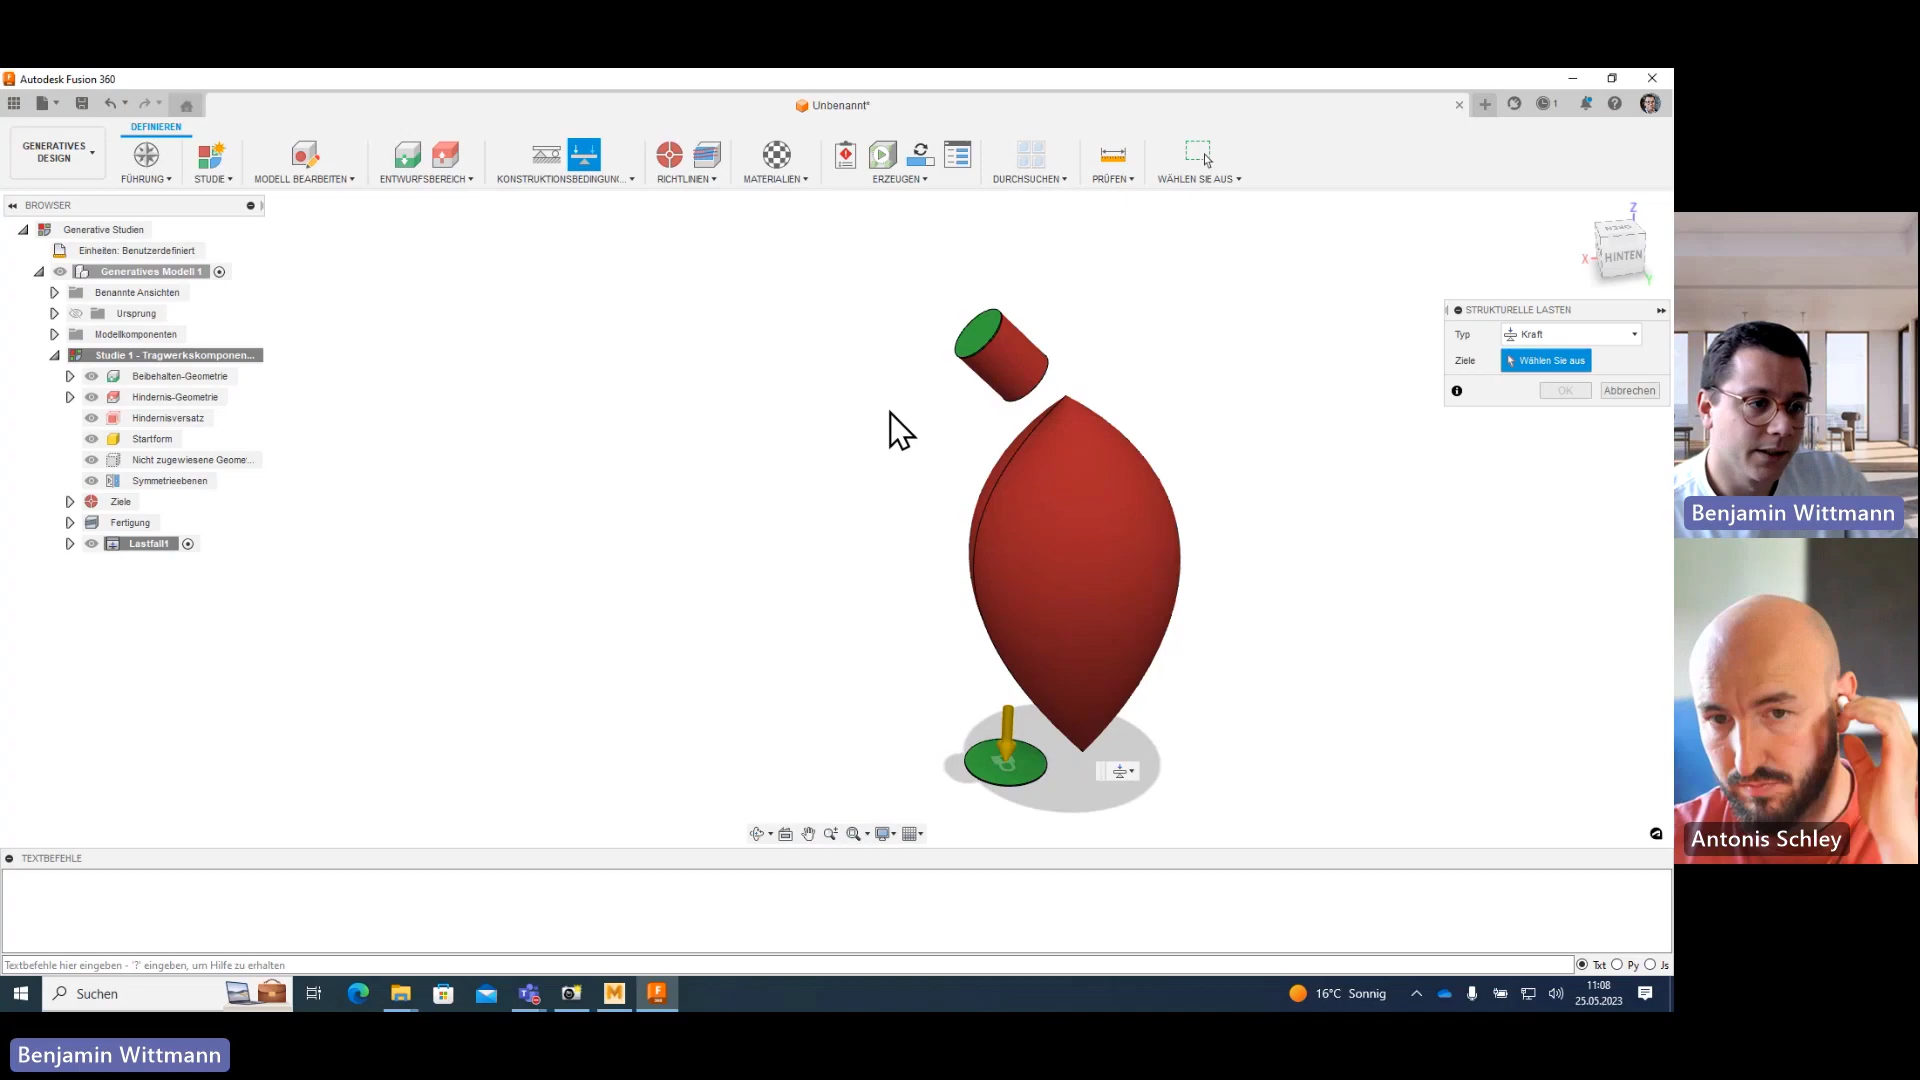 Autodesk Fusion 360
Unbenannt*
1
GENERATIVES
DESIGN
DEFINIEREN
FÜHRUNG
STUDIE
MODELL BEARBEITEN
ENTWURFSBEREICH
KONSTRUKTIONSBEDINGUN...
RICHTLINIEN
MATERIALIEN
ERZEUGEN
DURCHSUCHEN
PRÜFEN
WÄHLEN SIE AUS
BROWSER
Generative Studien
Einheiten: Benutzerdefiniert
Generatives Modell 1
Benannte Ansichten
Ursprung
Modellkomponenten
Studie 1 - Tragwerkskomponen...
Beibehalten-Geometrie
Hindernis-Geometrie
Hindernisversatz
Startform
Nicht zugewiesene Geome...
Symmetrieebenen
Ziele
Fertigung
Lastfall1
Z
OBEN
X
HINTEN
Y
STRUKTURELLE LASTEN
Typ
Kraft
Ziele
Wählen Sie aus
OK
Abbrechen
Benjamin Wittmann
Antonis Schley
TEXTBEFEHLE
Textbefehle hier eingeben - '?' eingeben, um Hilfe zu erhalten
Txt
Py
Js
Suchen
16°C Sonnig
11:08
25.05.2023
Benjamin Wittmann